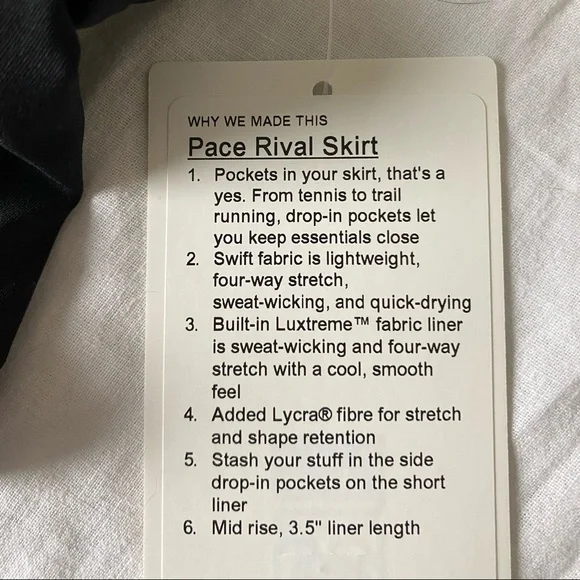 WHY WE MADE THIS
Pace Rival Skirt
1. Pockets in your skirt, that's a
yes. From tennis to trail
running, drop-in pockets let
you keep essentials close
2. Swift fabric is lightweight,
four-way stretch,
sweat-wicking, and quick-drying
3. Built-in Luxtreme™ fabric liner
is sweat-wicking and four-way
stretch with a cool, smooth
feel
4. Added Lycra® fibre for stretch
and shape retention
5. Stash your stuff in the side
drop-in pockets on the short
liner
6. Mid rise, 3.5" liner length